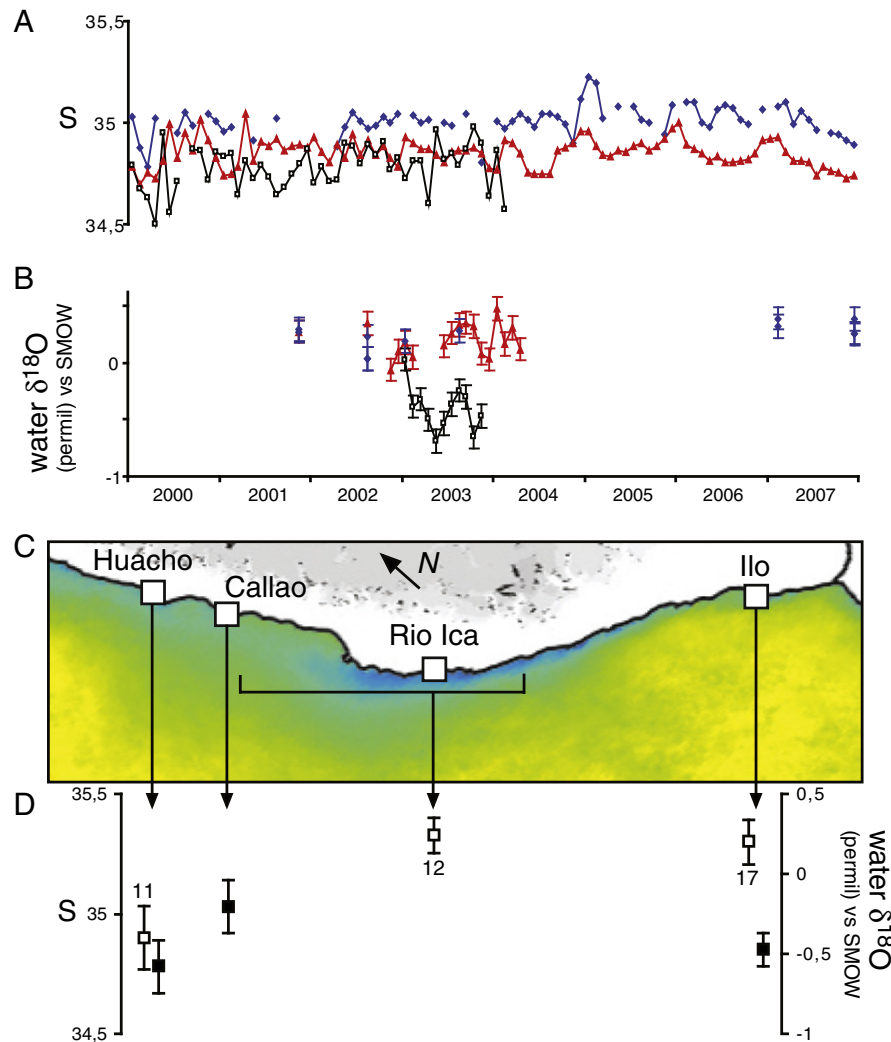 A
35,5
S
35
34,5
B
0
-1
water δ18O
(permil) vs SMOW
2000 2001 2002 2003 2004 2005 2006 2007
C
N
Huacho
Callao
Rio Ica
Ilo
D
35,5
S
35
34,5
11
12
17
0,5
0
-0,5
-1
water δ18O
(permil) vs SMOW